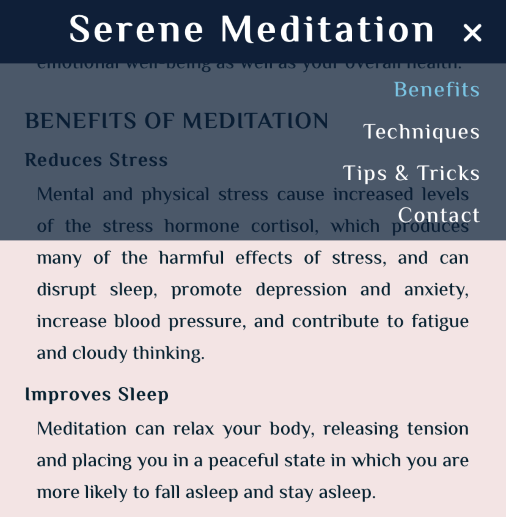 Serene Meditation ×
emotional well-being as well as your overall health.
Benefits
BENEFITS OF MEDITATION
Techniques
Reduces Stress
Tips & Tricks
Mental and physical stress cause increased levels
Contact
of the stress hormone cortisol, which produces
many of the harmful effects of stress, and can
disrupt sleep, promote depression and anxiety,
increase blood pressure, and contribute to fatigue
and cloudy thinking.
Improves Sleep
Meditation can relax your body, releasing tension
and placing you in a peaceful state in which you are
more likely to fall asleep and stay asleep.